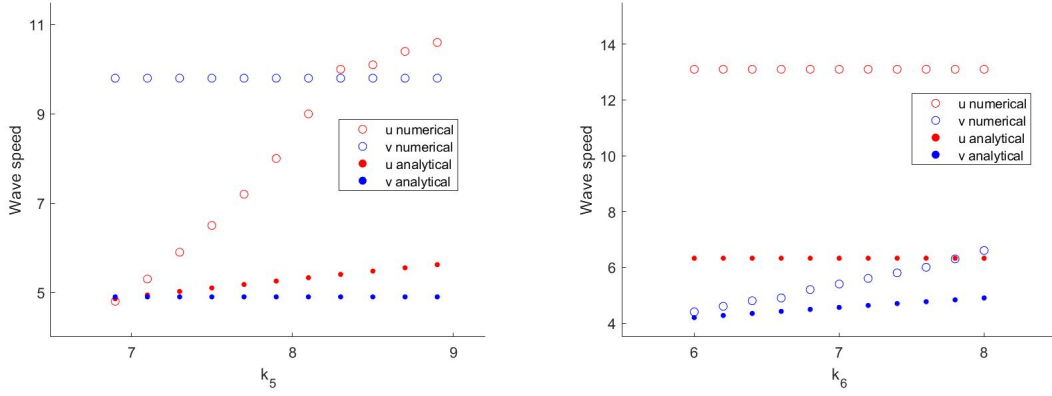 11
9
7
5
Wave speed
u numerical
v numerical
u analytical
v analytical
7
8
9
k5
14
12
10
8
6
4
Wave speed
u numerical
v numerical
u analytical
v analytical
6
7
8
k6